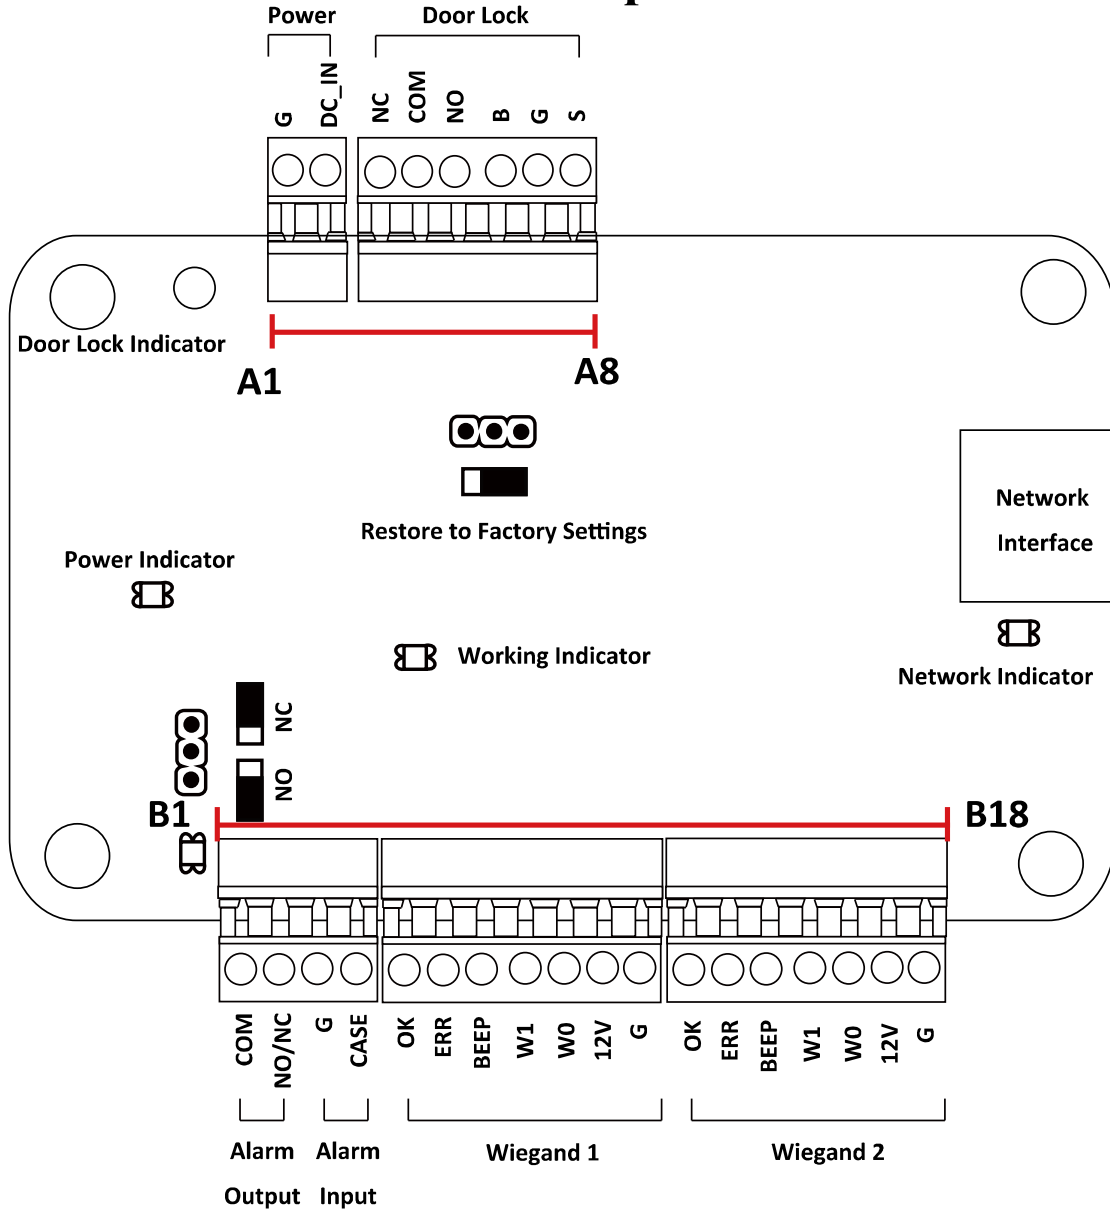 Power
Door Lock
G
DC_IN
NC
COM
NO
B
G
S
Door Lock Indicator
A1
A8
Restore to Factory Settings
Network
Interface
Power Indicator
Working Indicator
Network Indicator
NC
NO
B1
B18
COM
NO/NC
G
CASE
OK
ERR
BEEP
W1
W0
12V
G
OK
ERR
BEEP
W1
W0
12V
G
Alarm
Output
Alarm
Input
Wiegand 1
Wiegand 2